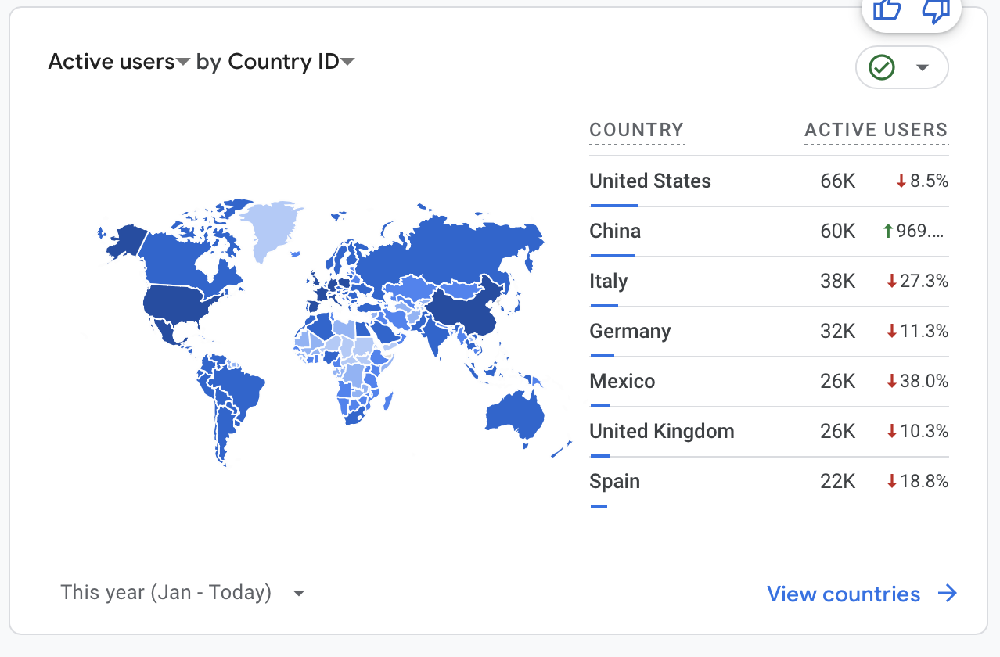 Active users by Country ID
COUNTRY ACTIVE USERS
United States 66K 8.5%
China 60K 969....
Italy 38K 27.3%
Germany 32K 11.3%
Mexico 26K 38.0%
United Kingdom 26K 10.3%
Spain 22K 18.8%
This year (Jan - Today) View countries